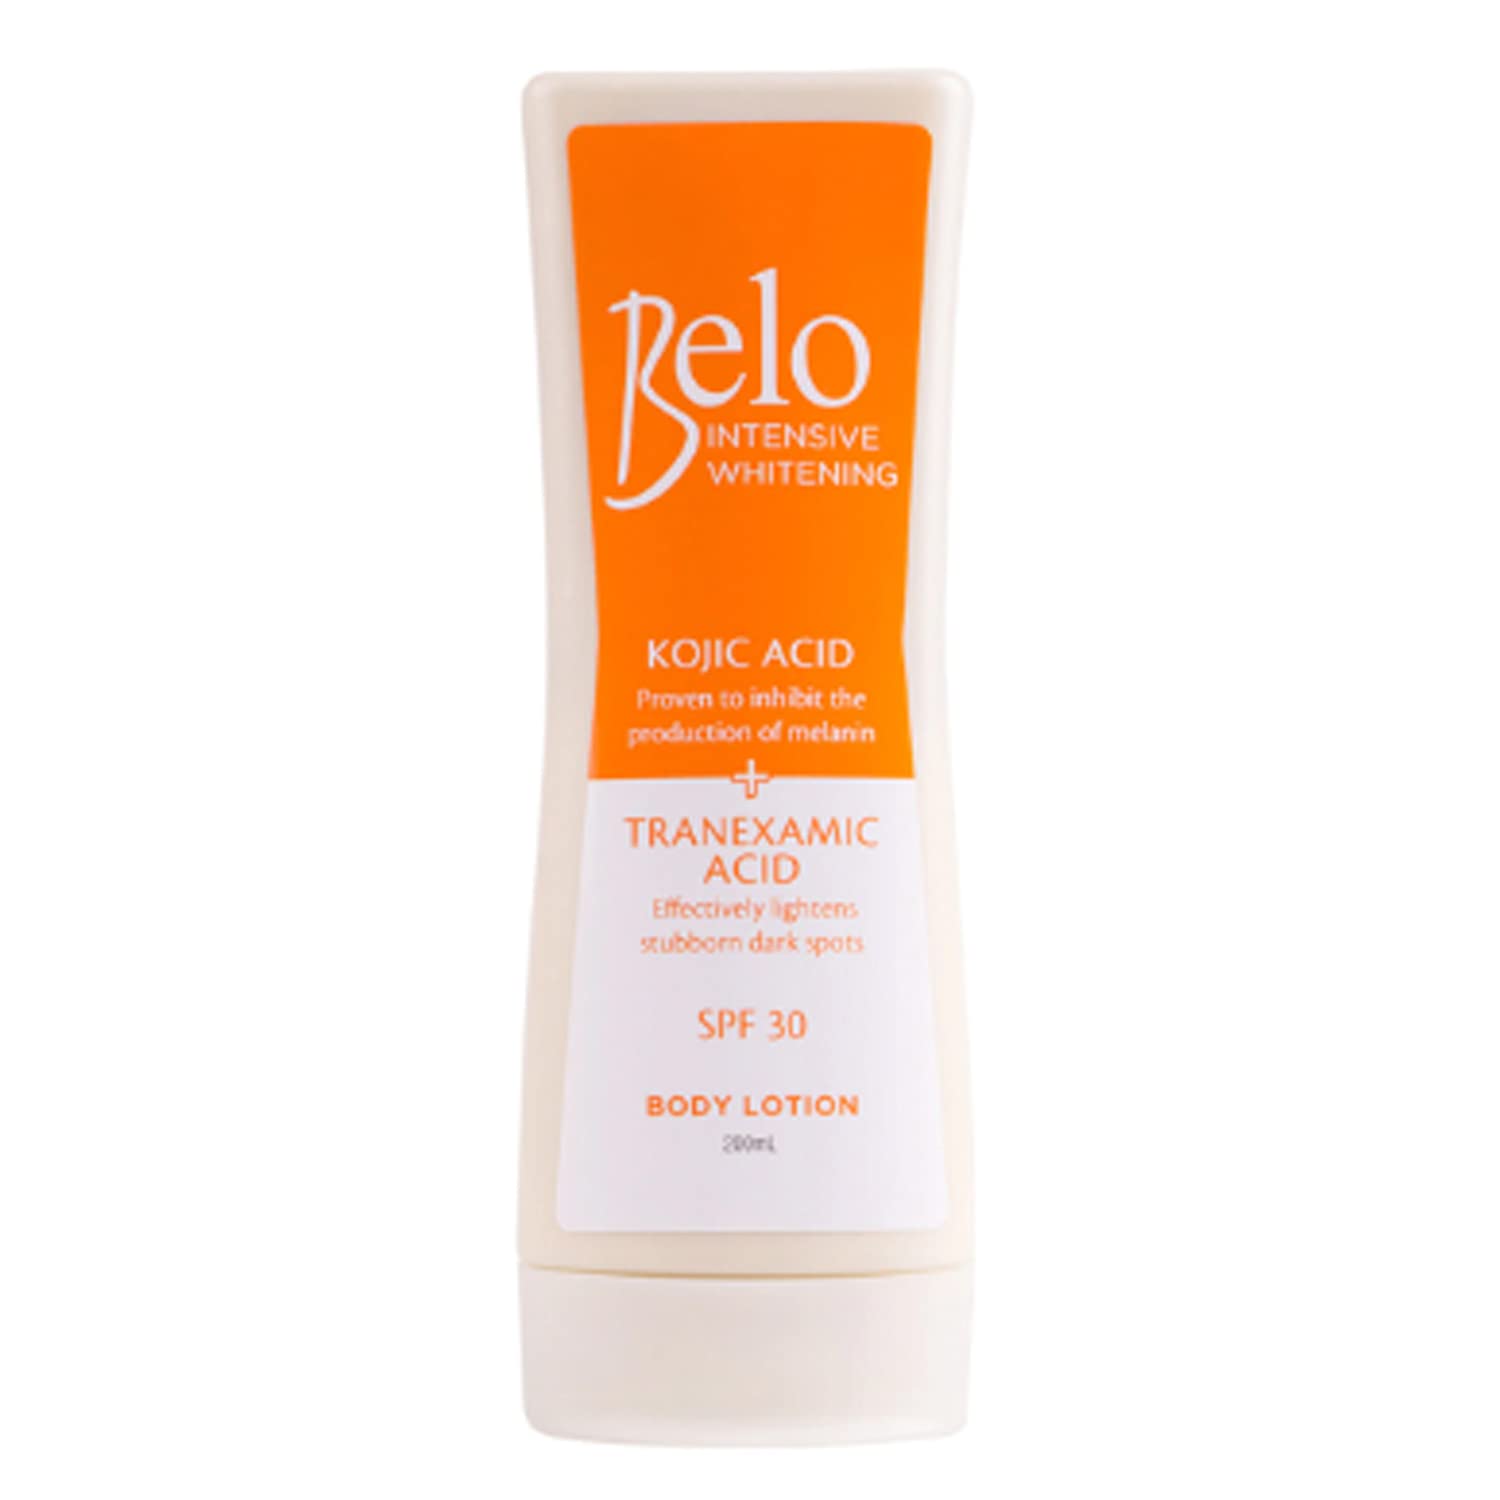 Belo
INTENSIVE
WHITENING
KOJIC ACID
Proven to inhibit the
production of melanin
+
TRANEXAMIC
ACID
Effectively lightens
stubborn dark spots
SPF 30
BODY LOTION
200mL